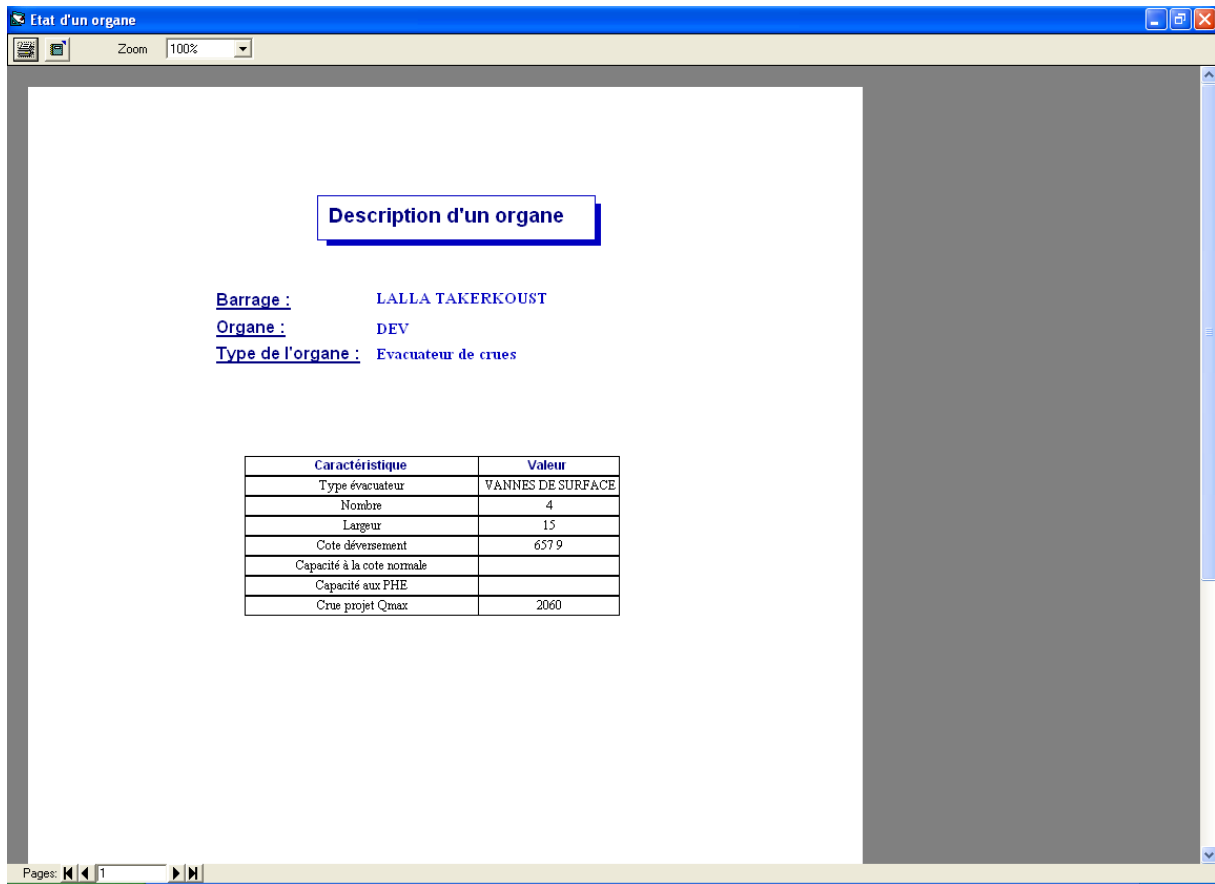 Etat d'un organe
Zoom 100%
Description d'un organe
Barrage : LALLA TAKERKOUST
Organe : DEV
Type de l'organe : Evacuateur de crues
Caractéristique Valeur
Type évacuateur VANNES DE SURFACE
Nombre 4
Largeur 15
Cote déversement 657 9
Capacité à la cote normale
Capacité aux PHE
Crue projet Qmax 2060
Pages: 1